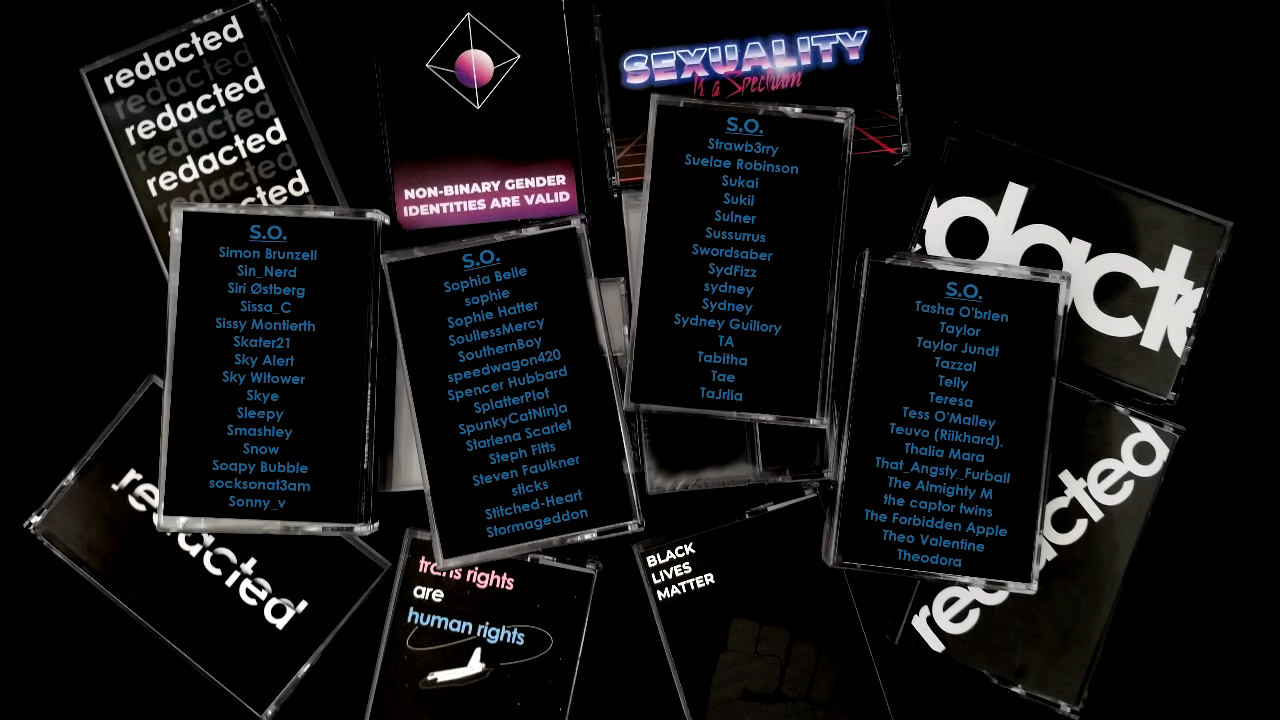 redacted
redacted
redacted
redacted
redacted
redacted
redacted
NON-BINARY GENDER
IDENTITIES ARE VALID
SEXUALITY
Is a Spectrum
S.O.
Simon Brunzell
Sin_Nerd
Siri Østberg
Sissa_C
Sissy Montierth
Skater21
Sky Alert
Sky Witower
Skye
Sleepy
Smashley
Snow
Soapy Bubble
socksonat3am
Sonny_v
S.O.
Sophia Belle
sophie
Sophie Hatter
SoullessMercy
SouthernBoy
speedwagon420
Spencer Hubbard
SplatterPlot
SpunkyCatNinja
Starlena Scarlet
Steph Fitts
Steven Faulkner
sticks
Stitched-Heart
Stormageddon
S.O.
Strawb3rry
Suelae Robinson
Sukai
Sukii
Sulner
Sussurrus
Swordsaber
SydFizz
sydney
Sydney
Sydney Guillory
TA
Tabitha
Tae
TaJrlia
S.O.
Tasha O'brien
Taylor
Taylor Jundt
Tazzal
Telly
Teresa
Tess O'Malley
Teuvo (Riikhard).
Thalia Mara
That_Angsty_Furball
The Almighty M
the captor twins
The Forbidden Apple
Theo Valentine
Theodora
dacte
redacted
redacted
trans rights
are
human rights
BLACK
LIVES
MATTER